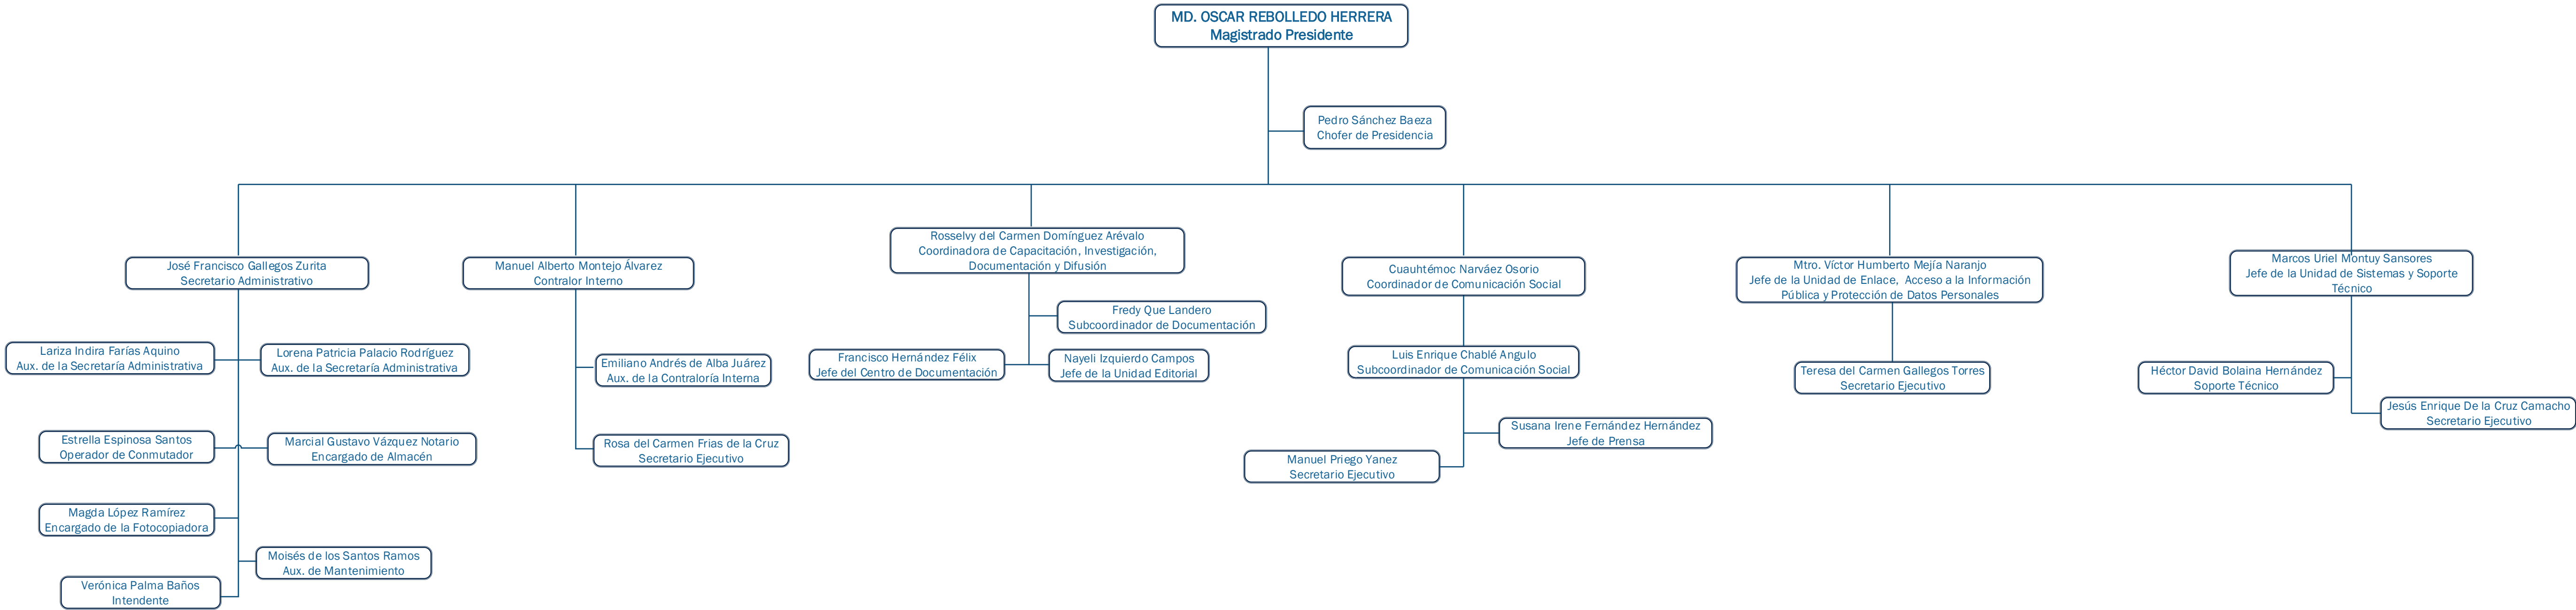 MD. OSCAR REBOLLEDO HERRERA
Magistrado Presidente
Pedro Sánchez Baeza
Chofer de Presidencia
José Francisco Gallegos Zurita
Secretario Administrativo
Lariza Indira Farías Aquino
Aux. de la Secretaría Administrativa
Lorena Patricia Palacio Rodríguez
Aux. de la Secretaría Administrativa
Estrella Espinosa Santos
Operador de Conmutador
Marcial Gustavo Vázquez Notario
Encargado de Almacén
Magda López Ramírez
Encargado de la Fotocopiadora
Moisés de los Santos Ramos
Aux. de Mantenimiento
Verónica Palma Baños
Intendente
Manuel Alberto Montejo Álvarez
Contralor Interno
Emiliano Andrés de Alba Juárez
Aux. de la Contraloría Interna
Rosa del Carmen Frias de la Cruz
Secretario Ejecutivo
Rosselvy del Carmen Domínguez Arévalo
Coordinadora de Capacitación, Investigación,
Documentación y Difusión
Fredy Que Landero
Subcoordinador de Documentación
Francisco Hernández Félix
Jefe del Centro de Documentación
Nayeli Izquierdo Campos
Jefe de la Unidad Editorial
Cuauhtémoc Narváez Osorio
Coordinador de Comunicación Social
Luis Enrique Chablé Angulo
Subcoordinador de Comunicación Social
Susana Irene Fernández Hernández
Jefe de Prensa
Manuel Priego Yanez
Secretario Ejecutivo
Mtro. Víctor Humberto Mejía Naranjo
Jefe de la Unidad de Enlace, Acceso a la Información
Pública y Protección de Datos Personales
Teresa del Carmen Gallegos Torres
Secretario Ejecutivo
Marcos Uriel Montuy Sansores
Jefe de la Unidad de Sistemas y Soporte
Técnico
Héctor David Bolaina Hernández
Soporte Técnico
Jesús Enrique De la Cruz Camacho
Secretario Ejecutivo